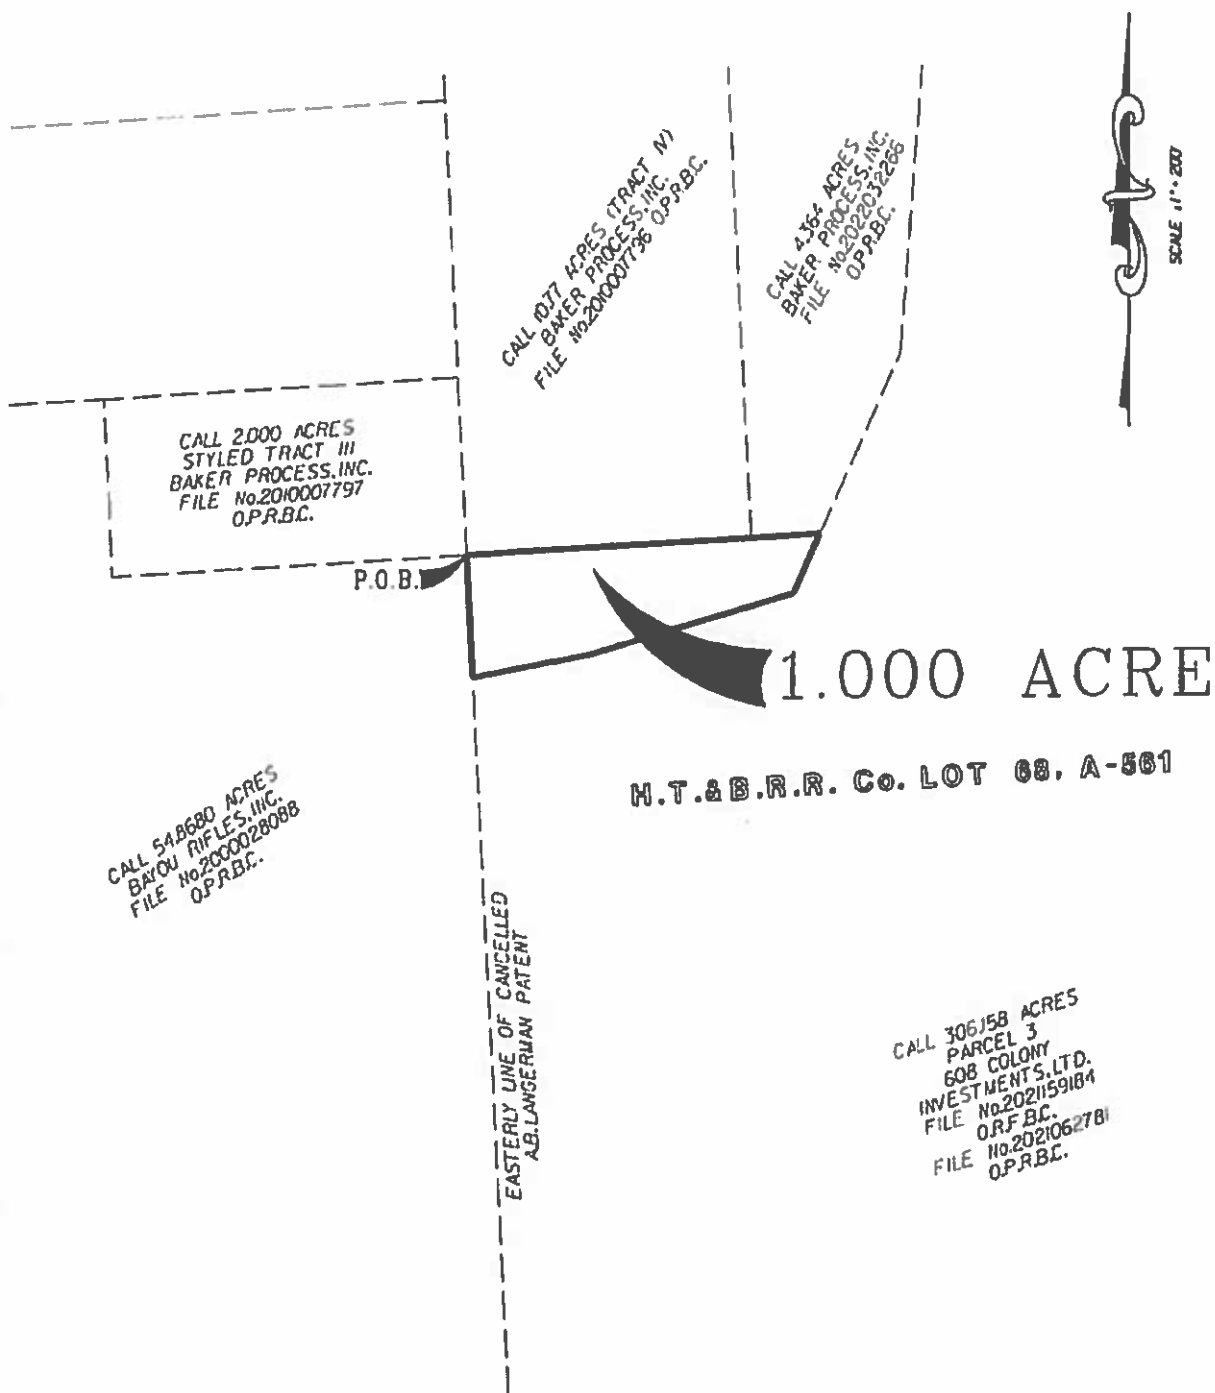 SCALE :1"=200'
CALL 10.77 ACRES (TRACT IV)
BAKER PROCESS, INC.
FILE No.2010007796 O.P.R.B.C.
CALL 4.364 ACRES
BAKER PROCESS, INC.
FILE No.2022032266
O.P.R.B.C.
CALL 2.000 ACRES
STYLED TRACT III
BAKER PROCESS, INC.
FILE No.2010007797
O.P.R.B.C.
P.O.B.
1.000 ACRE
H.T.&B.R.R. Co. LOT 68, A-561
CALL 54.8680 ACRES
BAYOU RIFLES, INC.
FILE No.2000028088
O.P.R.B.C.
EASTERLY LINE OF CANCELLED
A.B. LANGERMAN PATENT
CALL 306.158 ACRES
PARCEL 3
608 COLONY
INVESTMENTS, LTD.
FILE No.2021159184
O.R.F.B.C.
FILE No.2021062781
O.P.R.B.C.